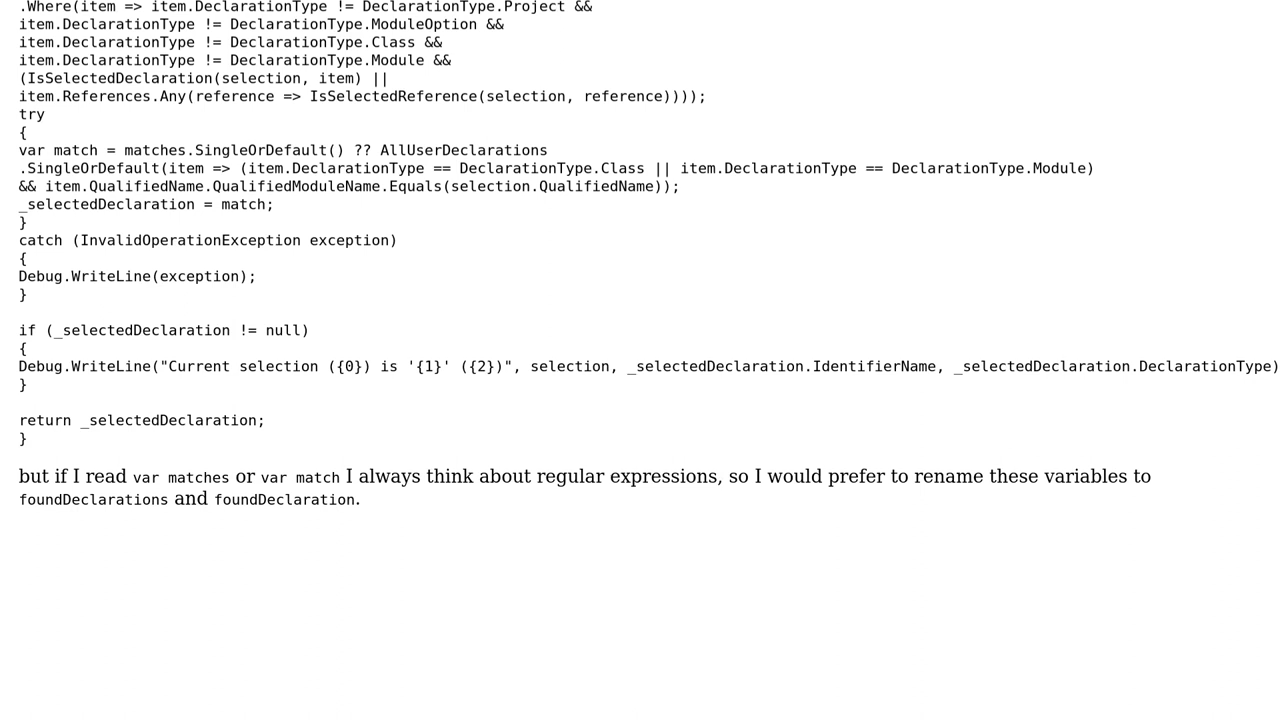 .Where(item => item.DeclarationType != DeclarationType.Project &&
item.DeclarationType != DeclarationType.ModuleOption &&
item.DeclarationType != DeclarationType.Class &&
item.DeclarationType != DeclarationType.Module &&
(IsSelectedDeclaration(selection, item) ||
item.References.Any(reference => IsSelectedReference(selection, reference))));
try
{
var match = matches.SingleOrDefault() ?? AllUserDeclarations
.SingleOrDefault(item => (item.DeclarationType == DeclarationType.Class || item.DeclarationType == DeclarationType.Module)
&& item.QualifiedName.QualifiedModuleName.Equals(selection.QualifiedName));
_selectedDeclaration = match;
}
catch (InvalidOperationException exception)
{
Debug.WriteLine(exception);
}
if (_selectedDeclaration != null)
{
Debug.WriteLine("Current selection ({0}) is '{1}' ({2})", selection, _selectedDeclaration.IdentifierName, _selectedDeclaration.DeclarationType)
}
return _selectedDeclaration;
}
but if I read var matches or var match I always think about regular expressions, so I would prefer to rename these variables to
foundDeclarations and foundDeclaration.